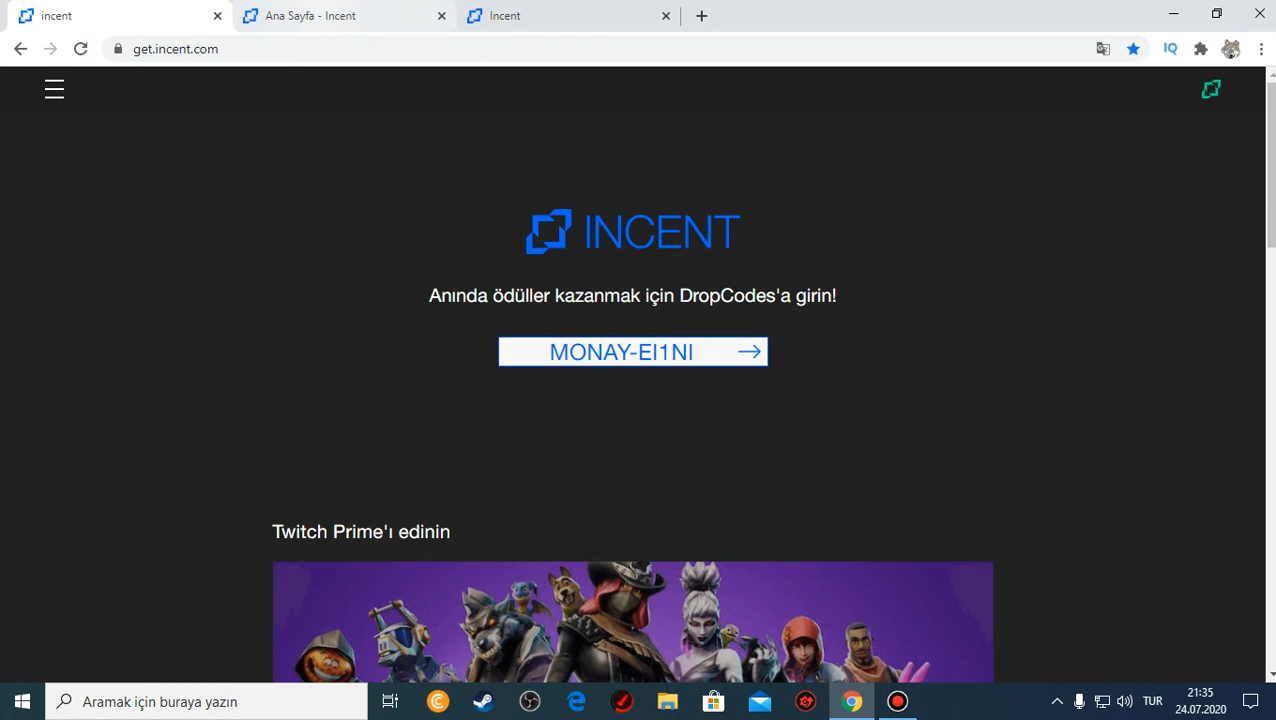 incent
Ana Sayfa - Incent
Incent
get.incent.com
IQ
INCENT
Anında ödüller kazanmak için DropCodes'a girin!
MONAY-EI1NI
Twitch Prime'ı edinin
Aramak için buraya yazın
TUR
21:35
24.07.2020